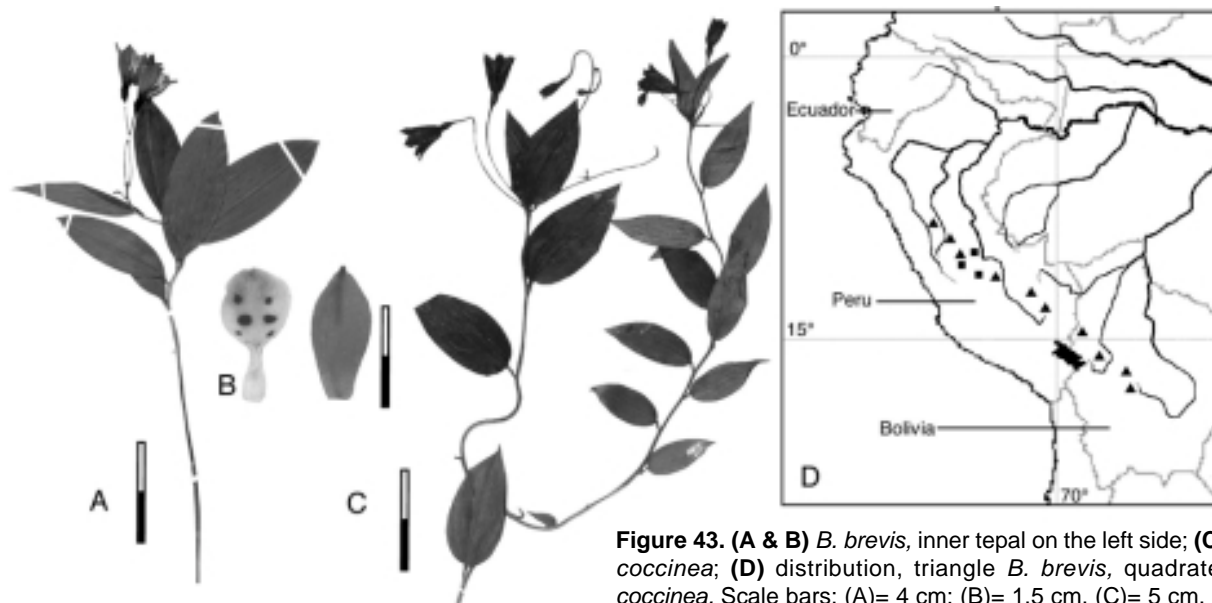 A
B
C
0°
Ecuador
Peru
15°
Bolivia
D
70°
Figure 43. (A & B) B. brevis, inner tepal on the left side; (C
coccinea; (D) distribution, triangle B. brevis, quadrate
coccinea. Scale bars: (A)= 4 cm; (B)= 1.5 cm, (C)= 5 cm.